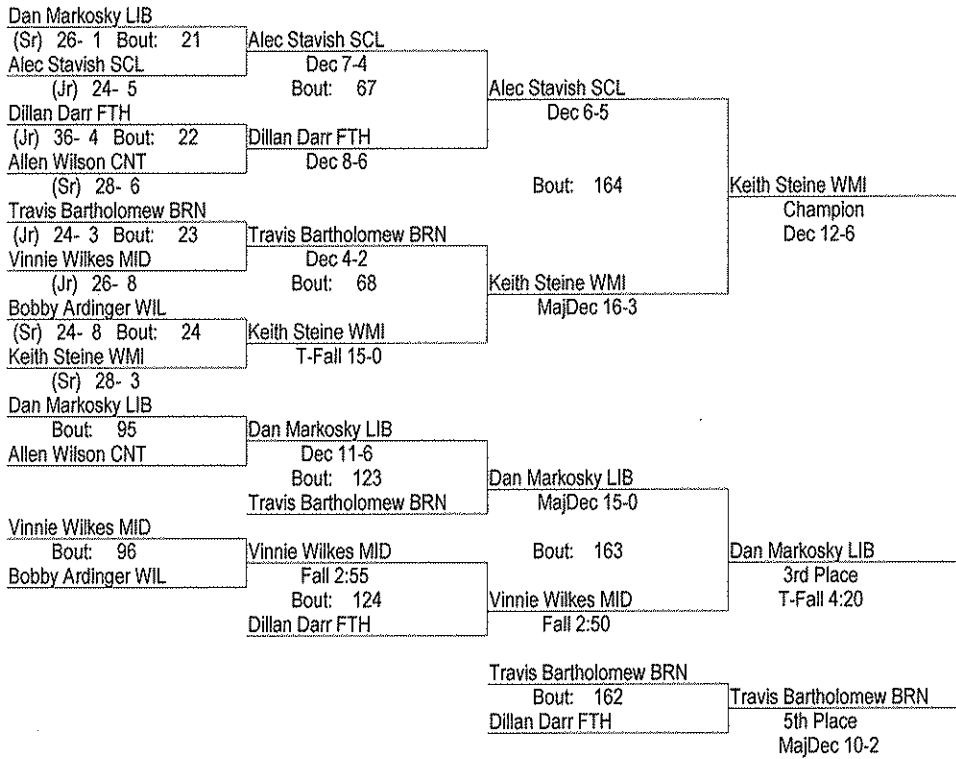 Dan Markosky LIB
(Sr) 26- 1 Bout: 21
Alec Stavish SCL
(Jr) 24- 5
Dillan Darr FTH
(Jr) 36- 4 Bout: 22
Allen Wilson CNT
(Sr) 28- 6
Travis Bartholomew BRN
(Jr) 24- 3 Bout: 23
Vinnie Wilkes MID
(Jr) 26- 8
Bobby Ardinger WIL
(Sr) 24- 8 Bout: 24
Keith Steine WMI
(Sr) 28- 3
Alec Stavish SCL
Dec 7-4
Bout: 67
Dillan Darr FTH
Dec 8-6
Travis Bartholomew BRN
Dec 4-2
Bout: 68
Keith Steine WMI
T-Fall 15-0
Alec Stavish SCL
Dec 6-5
Bout: 164
Keith Steine WMI
MajDec 16-3
Keith Steine WMI
Champion
Dec 12-6
Dan Markosky LIB
Bout: 95
Allen Wilson CNT
Vinnie Wilkes MID
Bout: 96
Bobby Ardinger WIL
Dan Markosky LIB
Dec 11-6
Bout: 123
Travis Bartholomew BRN
Vinnie Wilkes MID
Fall 2:55
Bout: 124
Dillan Darr FTH
Dan Markosky LIB
MajDec 15-0
Bout: 163
Vinnie Wilkes MID
Fall 2:50
Dan Markosky LIB
3rd Place
T-Fall 4:20
Travis Bartholomew BRN
Bout: 162
Dillan Darr FTH
Travis Bartholomew BRN
5th Place
MajDec 10-2